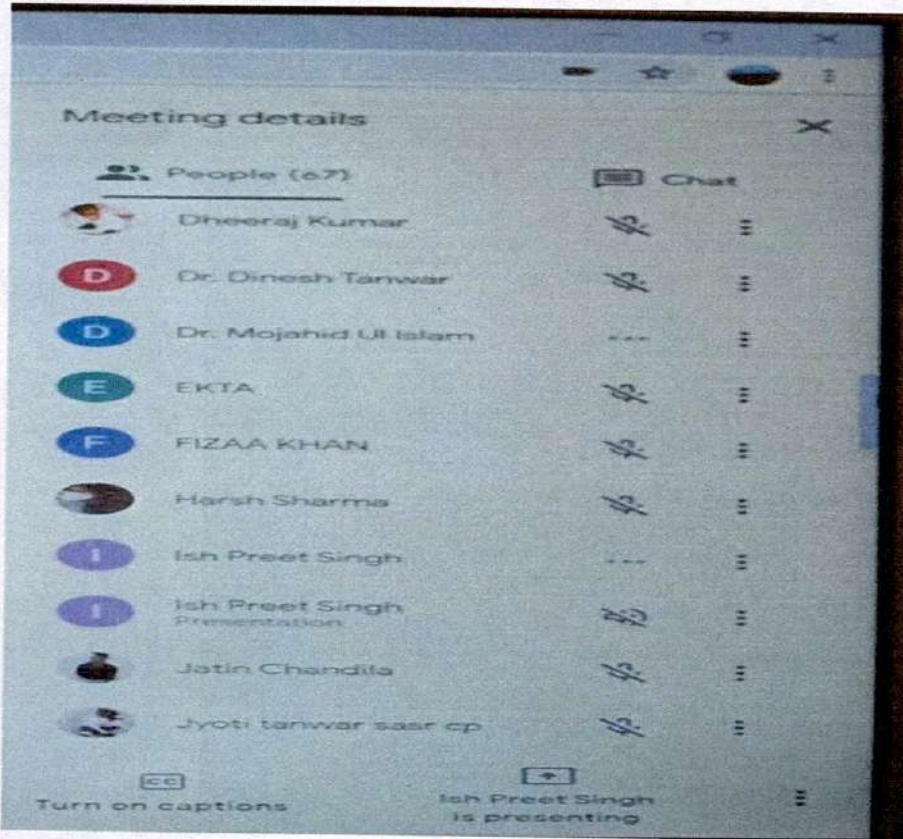 Meeting details
People (67)
Chat
Dheeraj Kumar
D
Dr. Dinesh Tanwar
D
Dr. Mojahid Ul Islam
E
EKTA
F
FIZAA KHAN
Harsh Sharma
I
Ish Preet Singh
I
Ish Preet Singh
Presentation
Jatin Chandila
Jyoti tanwar sasr cp
CC
Turn on captions
Ish Preet Singh
is presenting